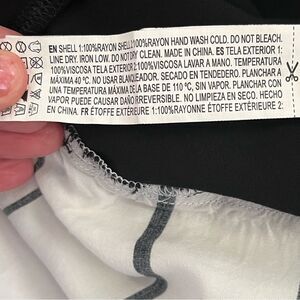 EN SHELL 1:100%RAYON SHELL 2:100%RAYON HAND WASH COLD. DO NOT BLEACH.
LINE DRY. IRON LOW. DO NOT DRY CLEAN. MADE IN CHINA. ES TELA EXTERIOR 1:
100%VISCOSA TELA EXTERIOR 2:100%VISCOSA LAVAR A MANO. TEMPERATURA
MÁXIMA 40 ºC. NO USAR BLANQUEADOR. SECADO EN TENDEDERO. PLANCHAR A
TEMPERATURA MÁXIMA DE LA BASE DE 110 ºC, SIN VAPOR. PLANCHAR CON
VAPOR PUEDE CAUSAR DAÑO IRREVERSIBLE. NO LIMPIEZA EN SECO. HECHO
EN CHINA. FR ÉTOFFE EXTÉRIEURE 1:100%RAYONNE ÉTOFFE EXTÉRIEURE 2: